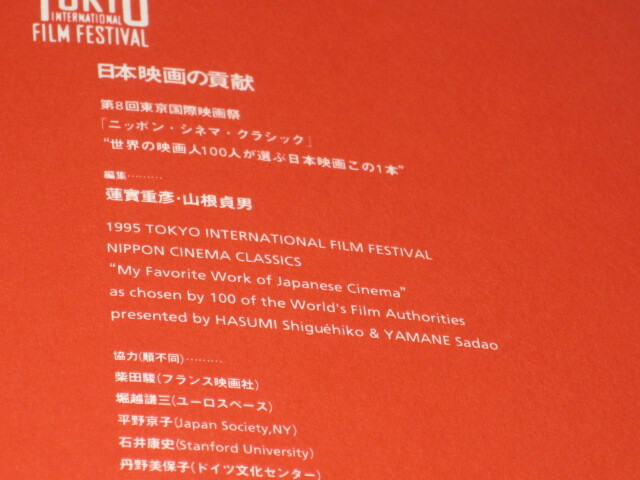 TOKYO
INTERNATIONAL
FILM FESTIVAL
日本映画の貢献
第8回東京国際映画祭
「ニッポン・シネマ・クラシック」
“世界の映画人100人が選ぶ日本映画この1本”
編集………
蓮實重彦・山根貞男
1995 TOKYO INTERNATIONAL FILM FESTIVAL
NIPPON CINEMA CLASSICS
“My Favorite Work of Japanese Cinema”
as chosen by 100 of the World's Film Authorities
presented by HASUMI Shiguéhiko & YAMANE Sadao
協力(順不同)………
柴田駿(フランス映画社)
堀越謙三(ユーロスペース)
平野京子(Japan Society,NY)
石井康史(Stanford University)
丹野美保子(ドイツ文化センター)